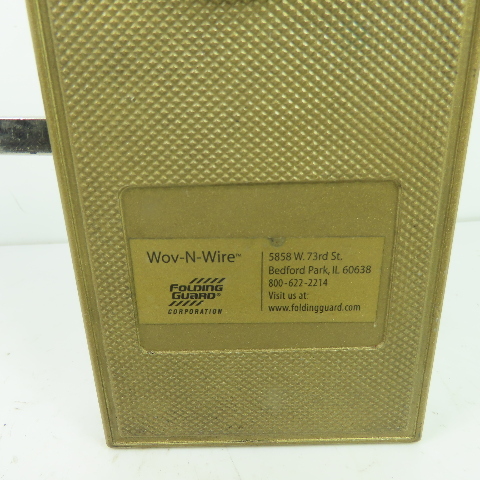 Wov-N-Wire™
FOLDING
GUARD®
CORPORATION
5858 W. 73rd St.
Bedford Park, IL 60638
800-622-2214
Visit us at:
www.foldingguard.com